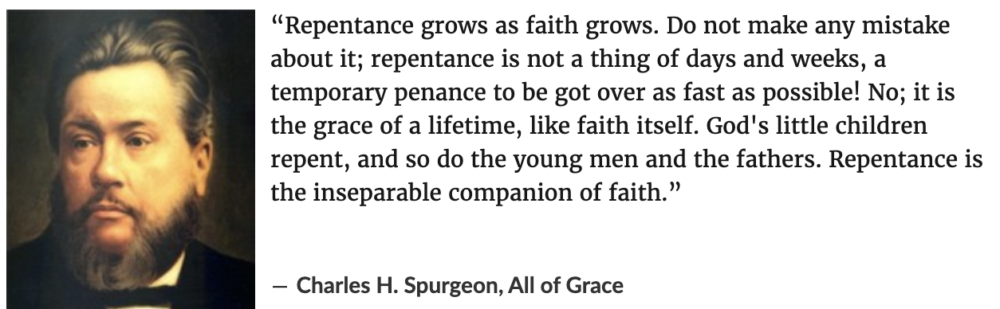 “Repentance grows as faith grows. Do not make any mistake
about it; repentance is not a thing of days and weeks, a
temporary penance to be got over as fast as possible! No; it is
the grace of a lifetime, like faith itself. God's little children
repent, and so do the young men and the fathers. Repentance is
the inseparable companion of faith.”
— Charles H. Spurgeon, All of Grace